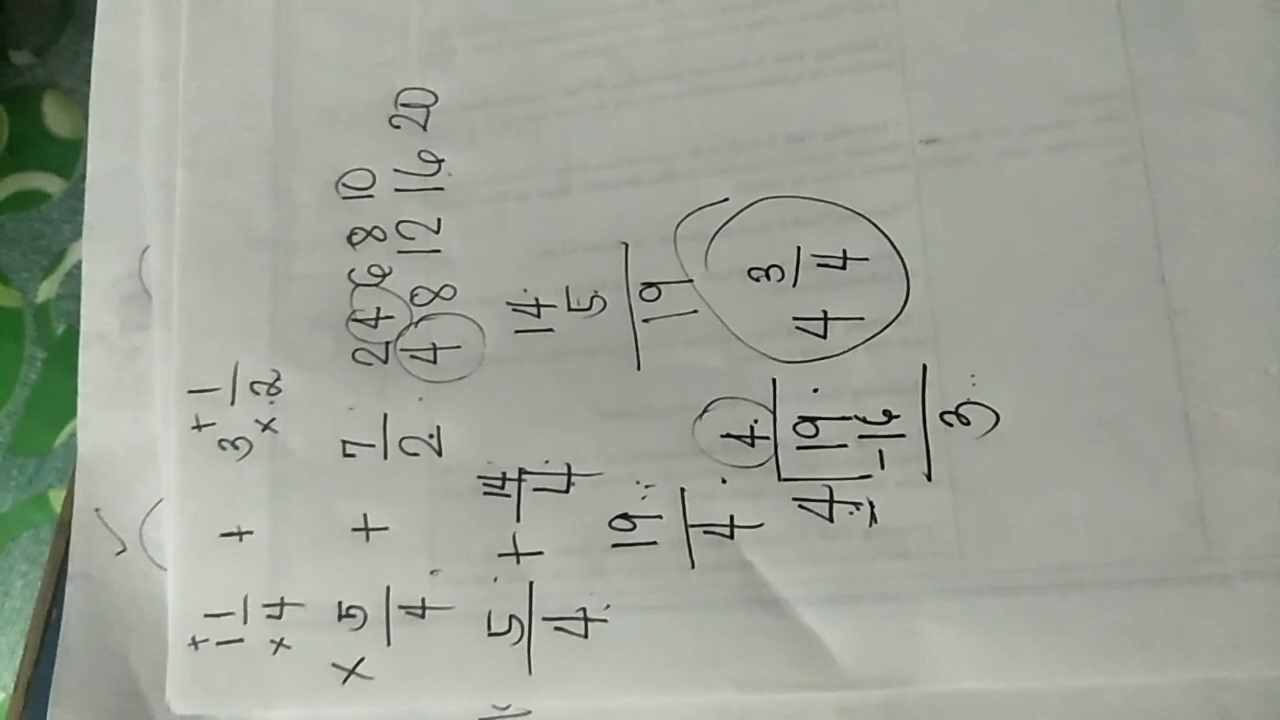 1 1/4 + 3 1/2
+ × + ×
× 5/4 + 7/2
2 4 6 8 10
4 8 12 16 20
5/4 + 14/4
14
5
19
19/4
4
4 19
-16
3
4 3/4